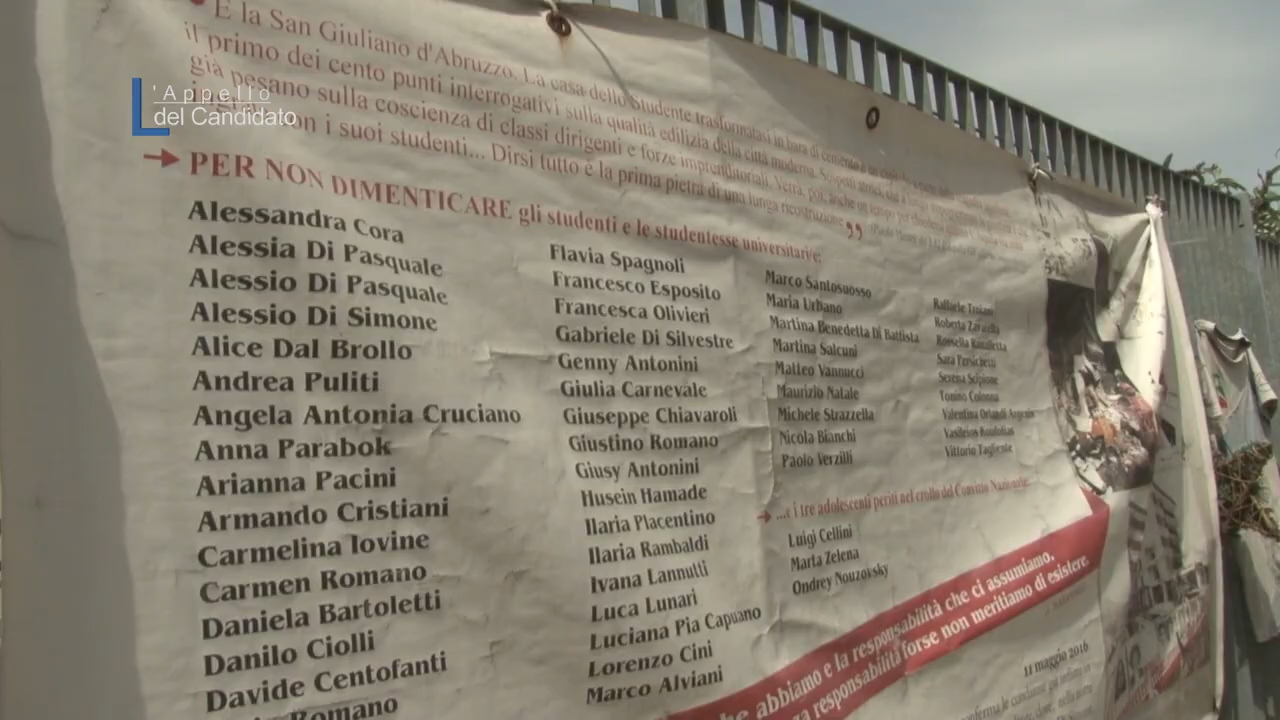 L'Appello
del Candidato
È la San Giuliano d'Abruzzo. La casa dello Studente trasformatasi in bara di cemento
il primo dei cento punti interrogativi sulla qualità edilizia della città moderna. Sospetti
già pesano sulla coscienza di classi dirigenti e forze imprenditoriali. Verrà, poi, anche un tempo per
con i suoi studenti... Dirsi tutto è la prima pietra di una lunga ricostruzione”
PER NON DIMENTICARE gli studenti e le studentesse universitari/e:
Alessandra Cora
Alessia Di Pasquale
Alessio Di Pasquale
Alessio Di Simone
Alice Dal Brollo
Andrea Puliti
Angela Antonia Cruciano
Anna Parabok
Arianna Pacini
Armando Cristiani
Carmelina Iovine
Carmen Romano
Daniela Bartoletti
Danilo Ciolli
Davide Centofanti
Romano
Flavia Spagnoli
Francesco Esposito
Francesca Olivieri
Gabriele Di Silvestre
Genny Antonini
Giulia Carnevale
Giuseppe Chiavaroli
Giustino Romano
Giusy Antonini
Husein Hamade
Ilaria Placentino
Ilaria Rambaldi
Ivana Lannutti
Luca Lunari
Luciana Pia Capuano
Lorenzo Cini
Marco Alviani
Marco Santosuosso
Maria Urbano
Martina Benedetta Di Battista
Martina Salcuni
Matteo Vannucci
Maurizio Natale
Michele Strazzella
Nicola Bianchi
Paolo Verzilli
Raffaele Troiani
Roberta Zavarella
Rossella Ranalletta
Sara Persichetti
Serena Scipione
Tonino Colonna
Valentina Orlandi
Vasileios Koufolias
Vittorio Tagliente
...e i tre adolescenti periti nel crollo del Convitto Nazionale:
Luigi Cellini
Marta Zelena
Ondrey Nouzovsky
che abbiamo e la responsabilità che ci assumiamo.
responsabilità forse non meritiamo di esistere.
11 maggio 2016